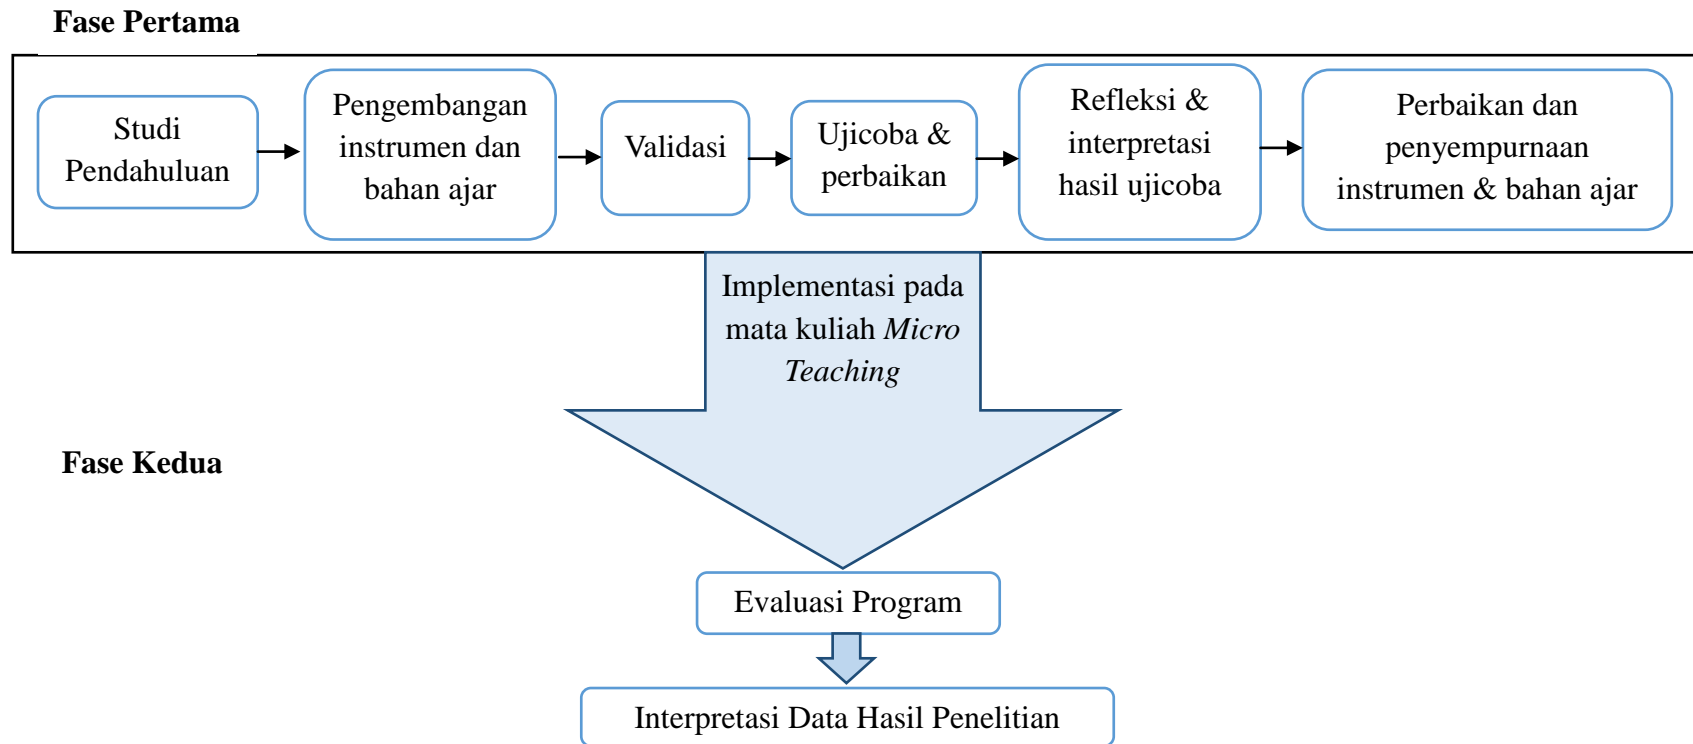 Fase Pertama
Studi
Pendahuluan
Pengembangan
instrumen dan
bahan ajar
Validasi
Ujicoba &
perbaikan
Refleksi &
interpretasi
hasil ujicoba
Perbaikan dan
penyempurnaan
instrumen & bahan ajar
Implementasi pada
mata kuliah Micro
Teaching
Fase Kedua
Evaluasi Program
Interpretasi Data Hasil Penelitian